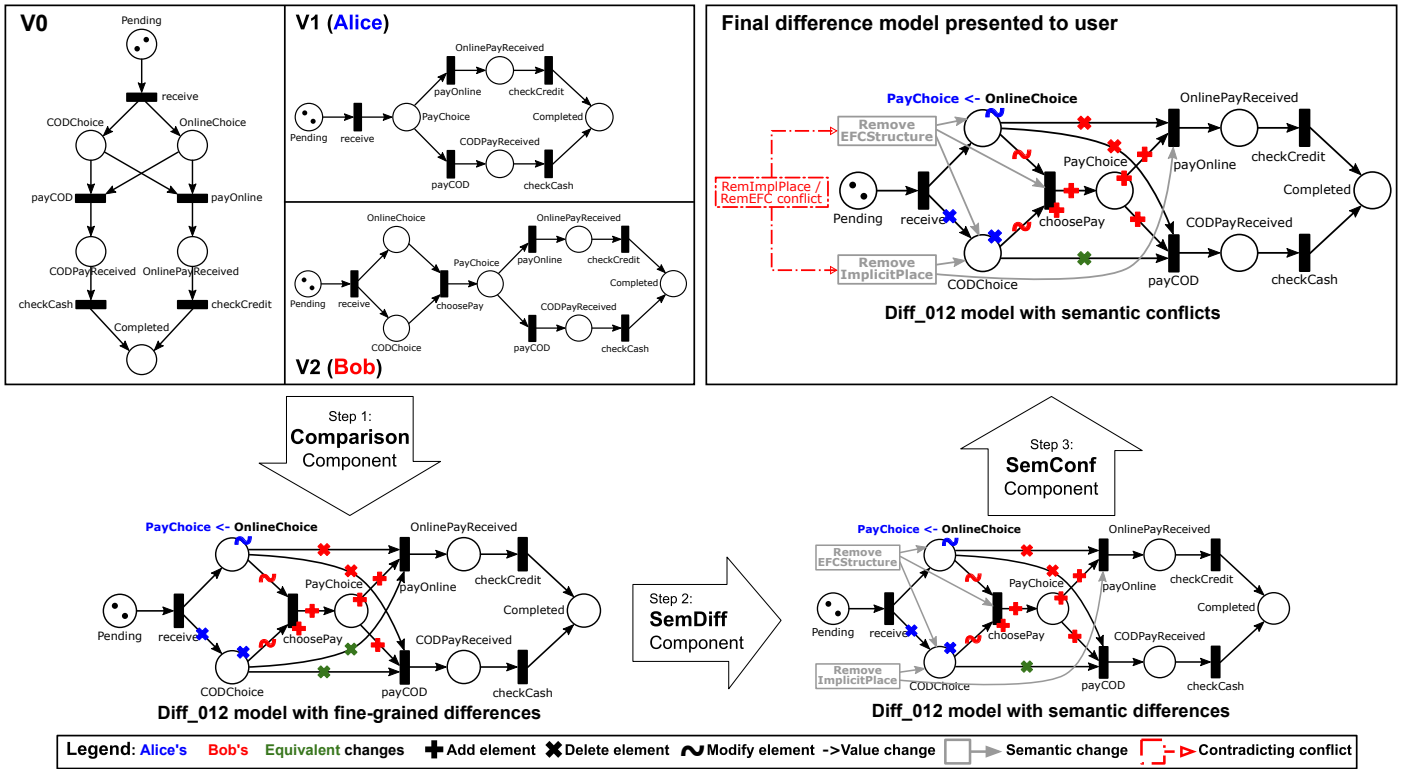 V0
Pending
receive
CODChoice
OnlineChoice
payCOD
payOnline
CODPayReceived
OnlinePayReceived
checkCash
checkCredit
Completed
V1 (Alice)
OnlinePayReceived
payOnline
checkCredit
Pending
receive
PayChoice
Completed
CODPayReceived
payCOD
checkCash
OnlineChoice
OnlinePayReceived
payOnline
checkCredit
PayChoice
Pending
receive
choosePay
Completed
CODPayReceived
CODChoice
payCOD
checkCash
V2 (Bob)
Final difference model presented to user
PayChoice <- OnlineChoice
OnlinePayReceived
Remove
EFCStructure
payOnline
checkCredit
PayChoice
RemImplPlace /
RemEFC conflict
Pending
receive
choosePay
Completed
CODPayReceived
Remove
ImplicitPlace
CODChoice
payCOD
checkCash
Diff_012 model with semantic conflicts
Step 1:
Comparison
Component
Step 3:
SemConf
Component
PayChoice <- OnlineChoice
OnlinePayReceived
payOnline
checkCredit
PayChoice
Pending
receive
choosePay
Completed
CODPayReceived
CODChoice
payCOD
checkCash
Diff_012 model with fine-grained differences
Step 2:
SemDiff
Component
PayChoice <- OnlineChoice
OnlinePayReceived
Remove
EFCStructure
payOnline
checkCredit
PayChoice
Pending
receive
choosePay
Completed
CODPayReceived
Remove
ImplicitPlace
CODChoice
payCOD
checkCash
Diff_012 model with semantic differences
Legend: Alice's Bob's Equivalent changes Add element Delete element Modify element ->Value change Semantic change Contradicting conflict